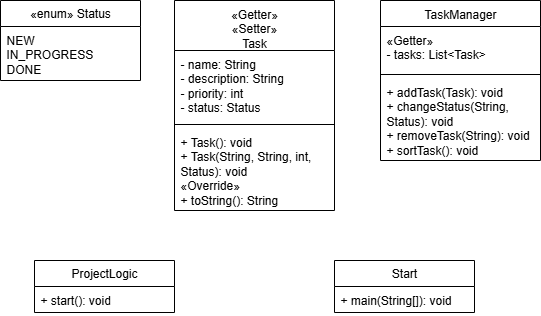 «enum» Status
NEW
IN_PROGRESS
DONE
«Getter»
«Setter»
Task
- name: String
- description: String
- priority: int
- status: Status
+ Task(): void
+ Task(String, String, int,
Status): void
«Override»
+ toString(): String
TaskManager
«Getter»
- tasks: List<Task>
+ addTask(Task): void
+ changeStatus(String,
Status): void
+ removeTask(String): void
+ sortTask(): void
ProjectLogic
+ start(): void
Start
+ main(String[]): void